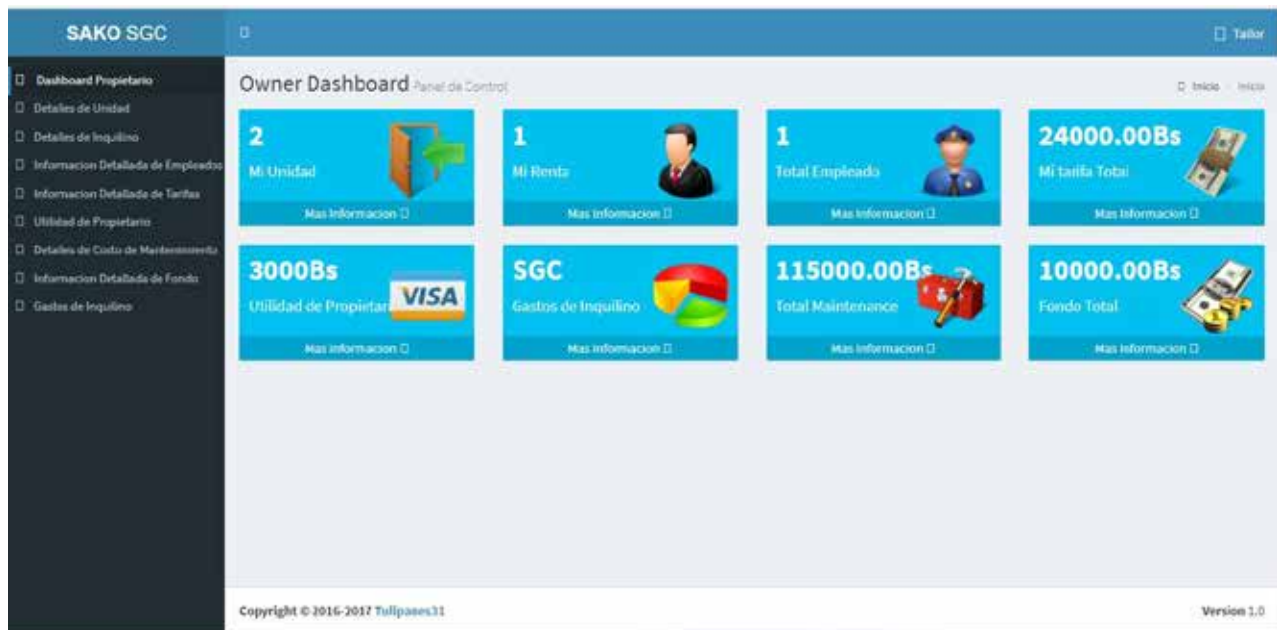 SAKO SGC
Tailor
Dashboard Propietario
Detalles de Unidad
Detalles de Inquilino
Informacion Detallada de Empleados
Informacion Detallada de Tarifas
Utilidad de Propietario
Detalles de Costo de Mantenimiento
Informacion Detallada de Fondo
Gastos de Inquilino
Owner Dashboard Panel de Control
Inicio Inicio
2
Mi Unidad
Mas Informacion
1
Mi Renta
Mas Informacion
1
Total Empleado
Mas Informacion
24000.00Bs
Mi tarifa Total
Mas Informacion
3000Bs
Utilidad de Propietari
VISA
Mas Informacion
SGC
Gastos de Inquilino
Mas Informacion
115000.00Bs
Total Maintenance
Mas Informacion
10000.00Bs
Fondo Total
Mas Informacion
Copyright © 2016-2017 Tulipanes31
Version 1.0